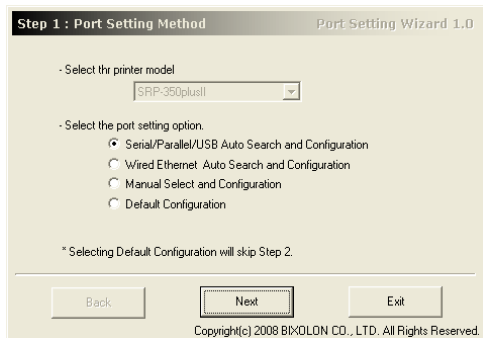 Step 1 : Port Setting Method Port Setting Wizard 1.0
- Select thr printer model
SRP-350plusII
- Select the port setting option.
Serial/Parallel/USB Auto Search and Configuration
Wired Ethernet Auto Search and Configuration
Manual Select and Configuration
Default Configuration
* Selecting Default Configuration will skip Step 2.
Back Next Exit
Copyright(c) 2008 BIXOLON CO., LTD. All Rights Reserved.